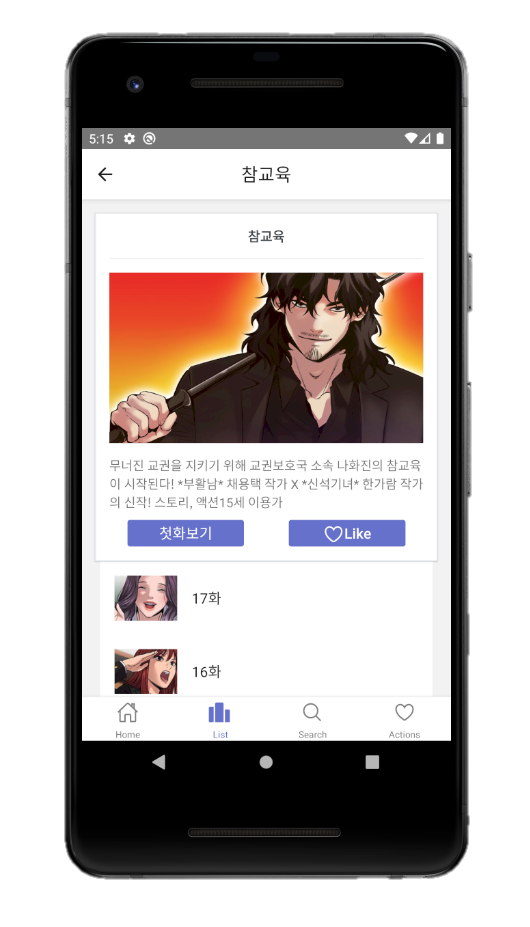 5:15
참교육
참교육
무너진 교권을 지키기 위해 교권보호국 소속 나화진의 참교육
이 시작된다! *부활남* 채용택 작가 X *신석기녀* 한가람 작가
의 신작! 스토리, 액션15세 이용가
첫화보기
Like
17화
16화
Home
List
Search
Actions